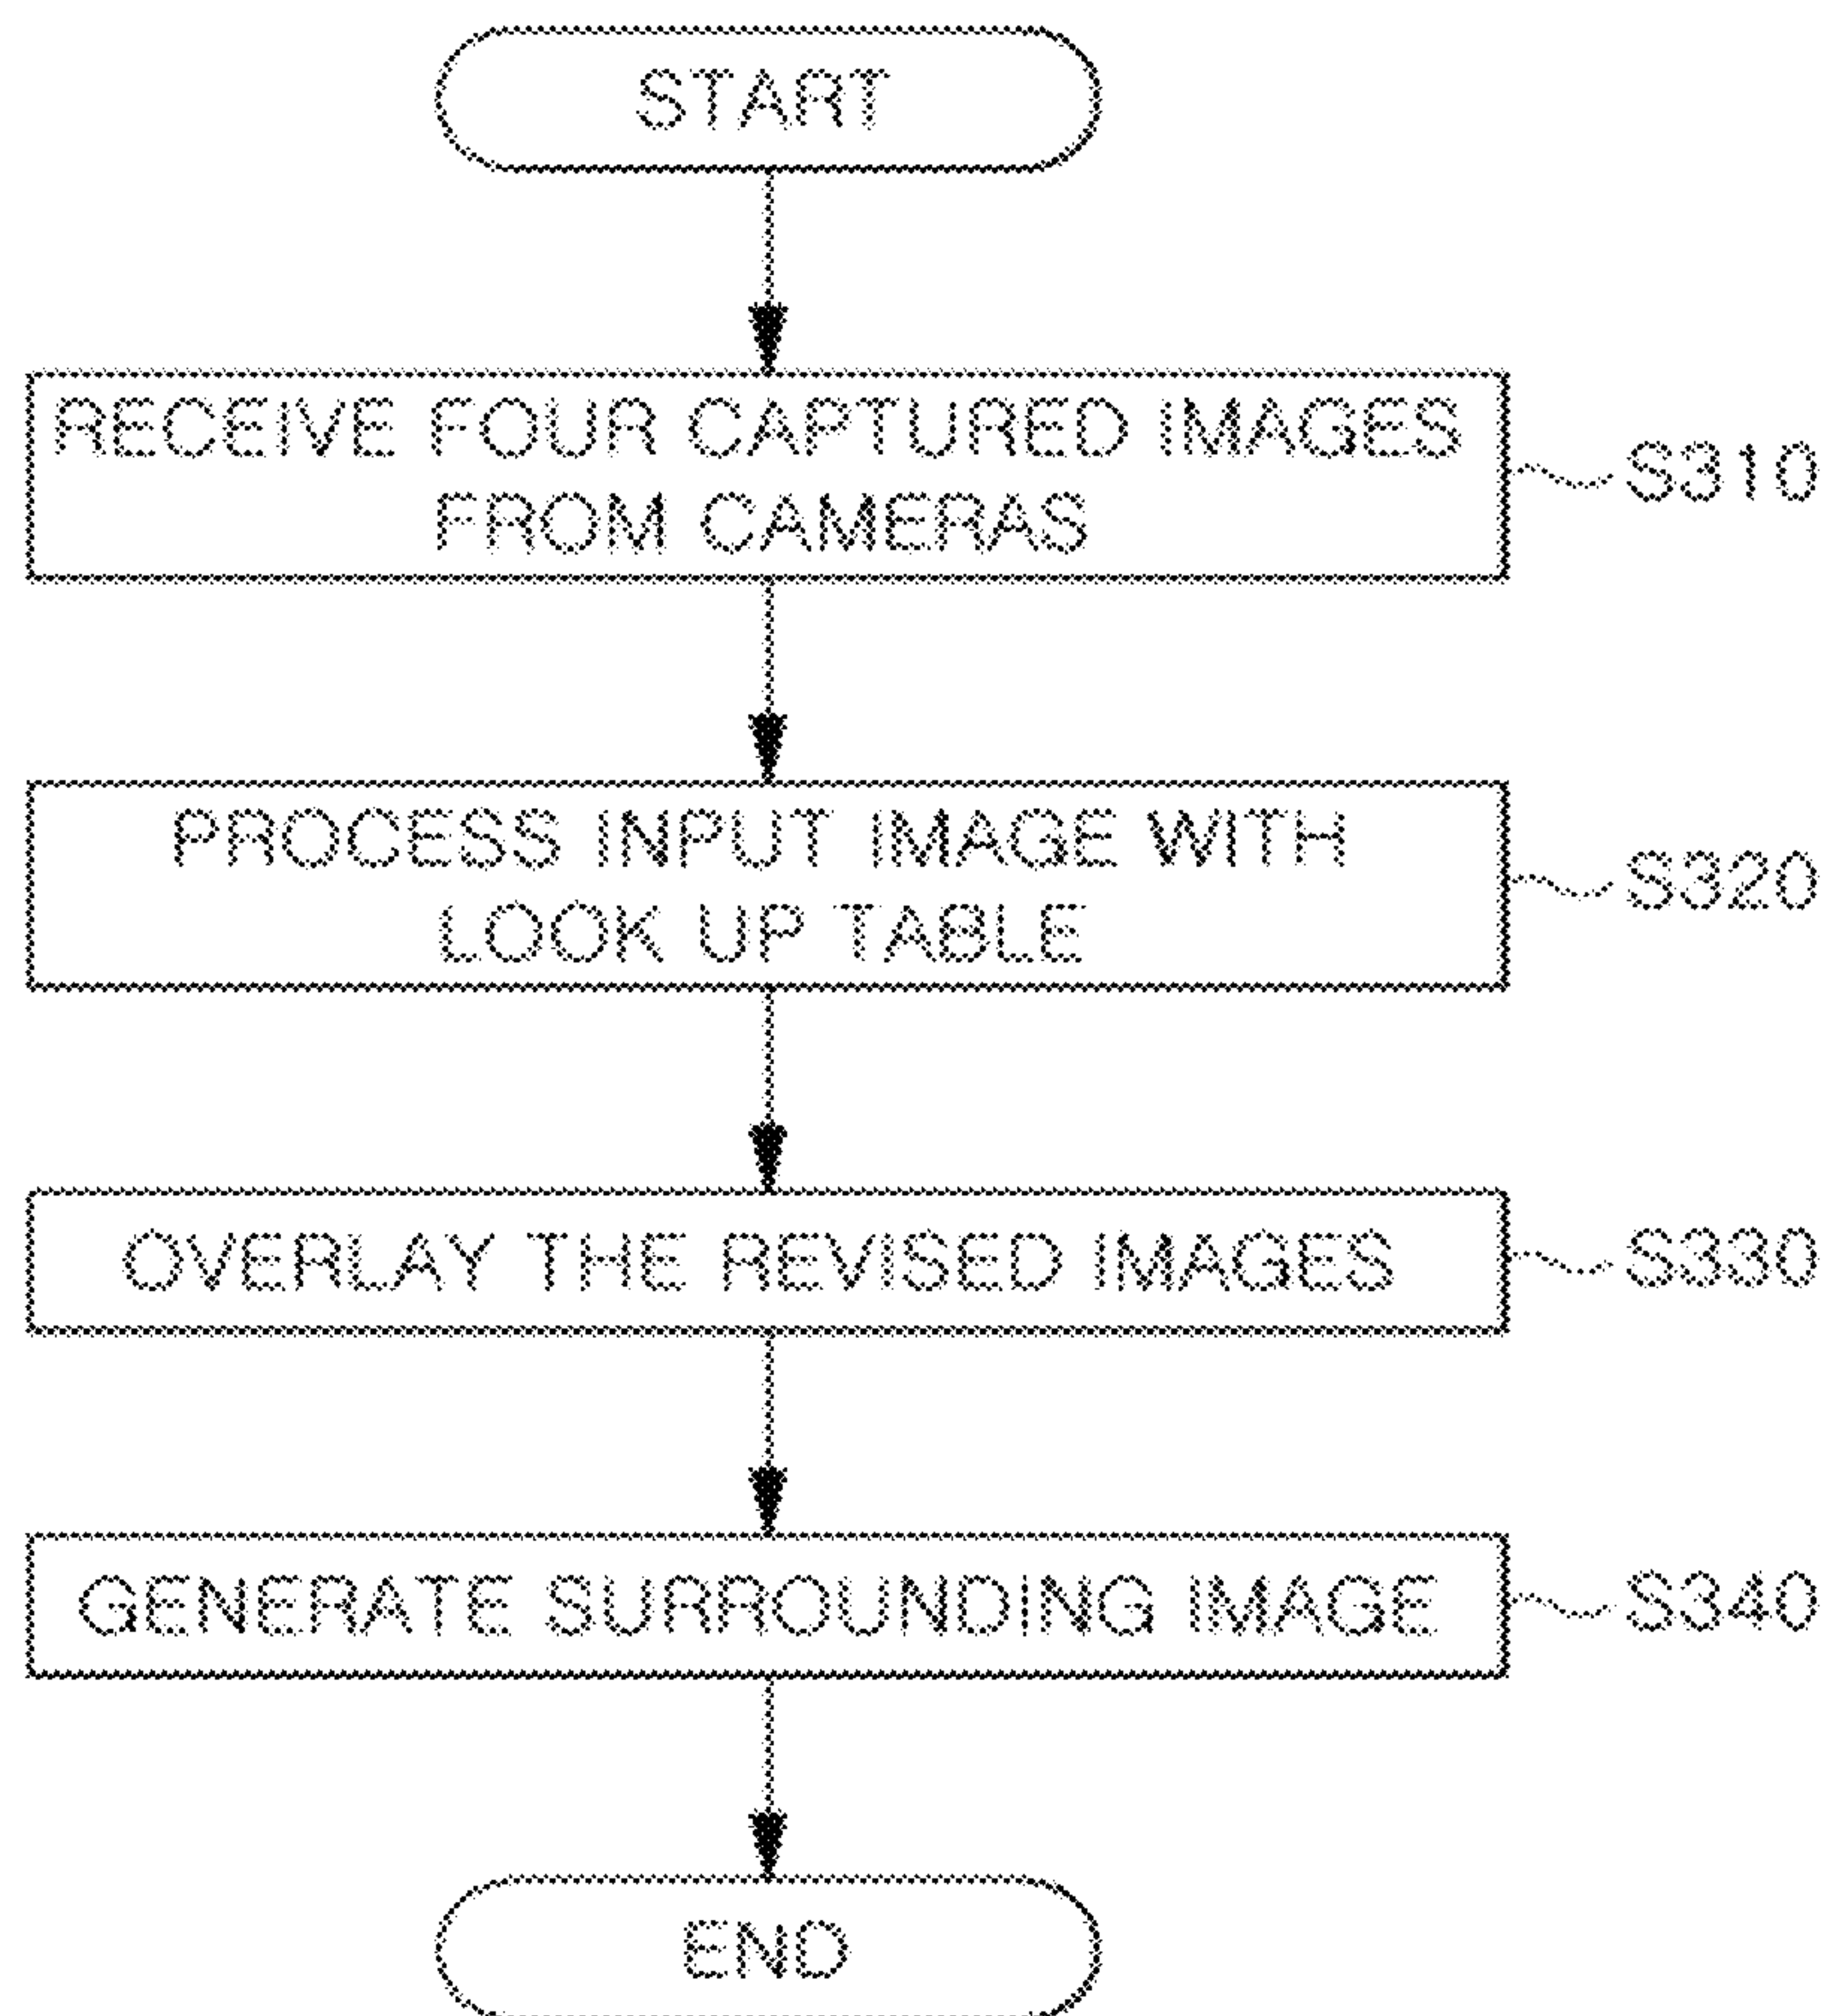 START
RECEIVE FOUR CAPTURED IMAGES
FROM CAMERAS
S310
PROCESS INPUT IMAGE WITH
LOOK UP TABLE
S320
OVERLAY THE REVISED IMAGES
S330
GENERATE SURROUNDING IMAGE
S340
END